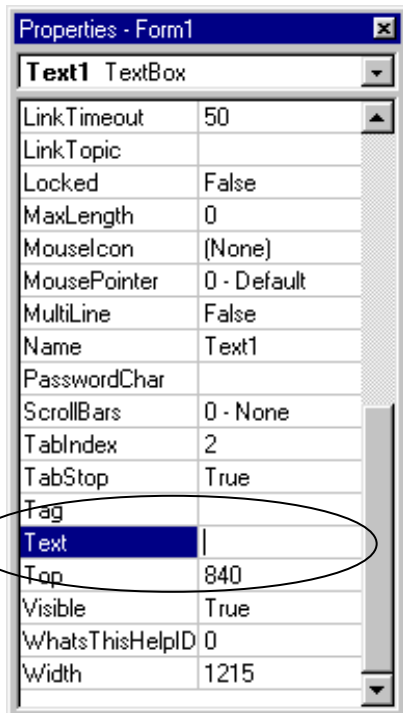 Properties - Form1
Text1 TextBox
LinkTimeout 50
LinkTopic
Locked False
MaxLength 0
MouseIcon (None)
MousePointer 0 - Default
MultiLine False
Name Text1
PasswordChar
ScrollBars 0 - None
TabIndex 2
TabStop True
Tag
Text
Top 840
Visible True
WhatsThisHelpID 0
Width 1215